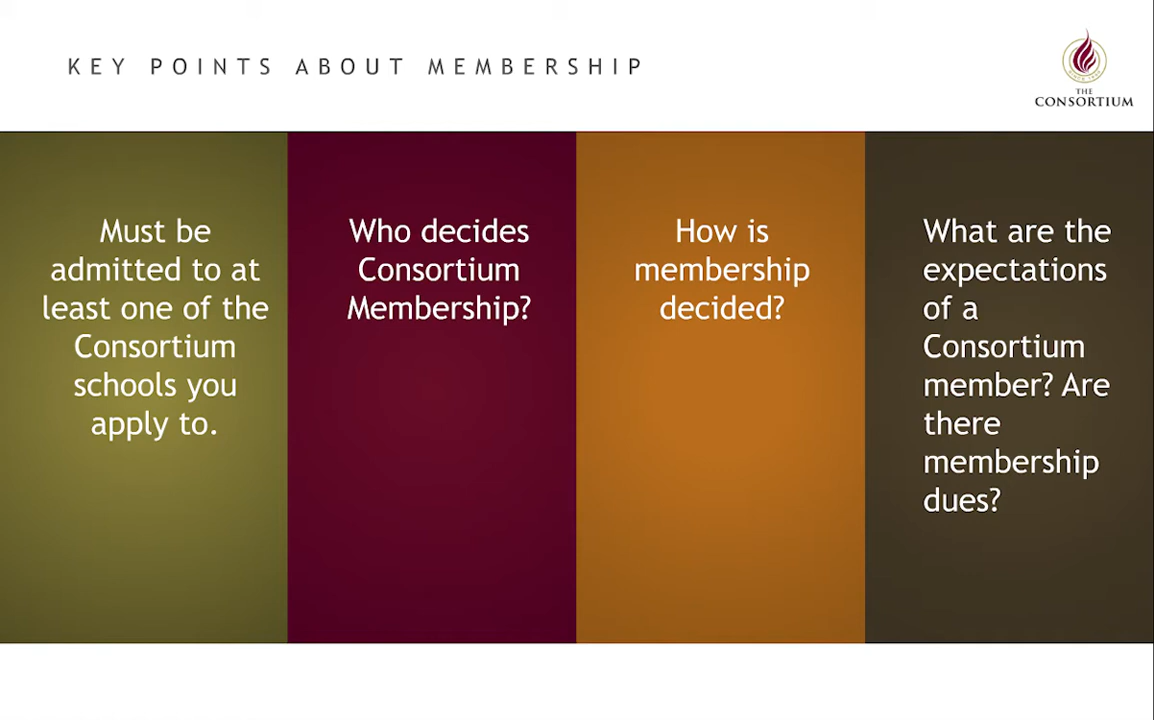 KEY POINTS ABOUT MEMBERSHIP
THE
CONSORTIUM
Must be
admitted to at
least one of the
Consortium
schools you
apply to.
Who decides
Consortium
Membership?
How is
membership
decided?
What are the
expectations
of a
Consortium
member? Are
there
membership
dues?